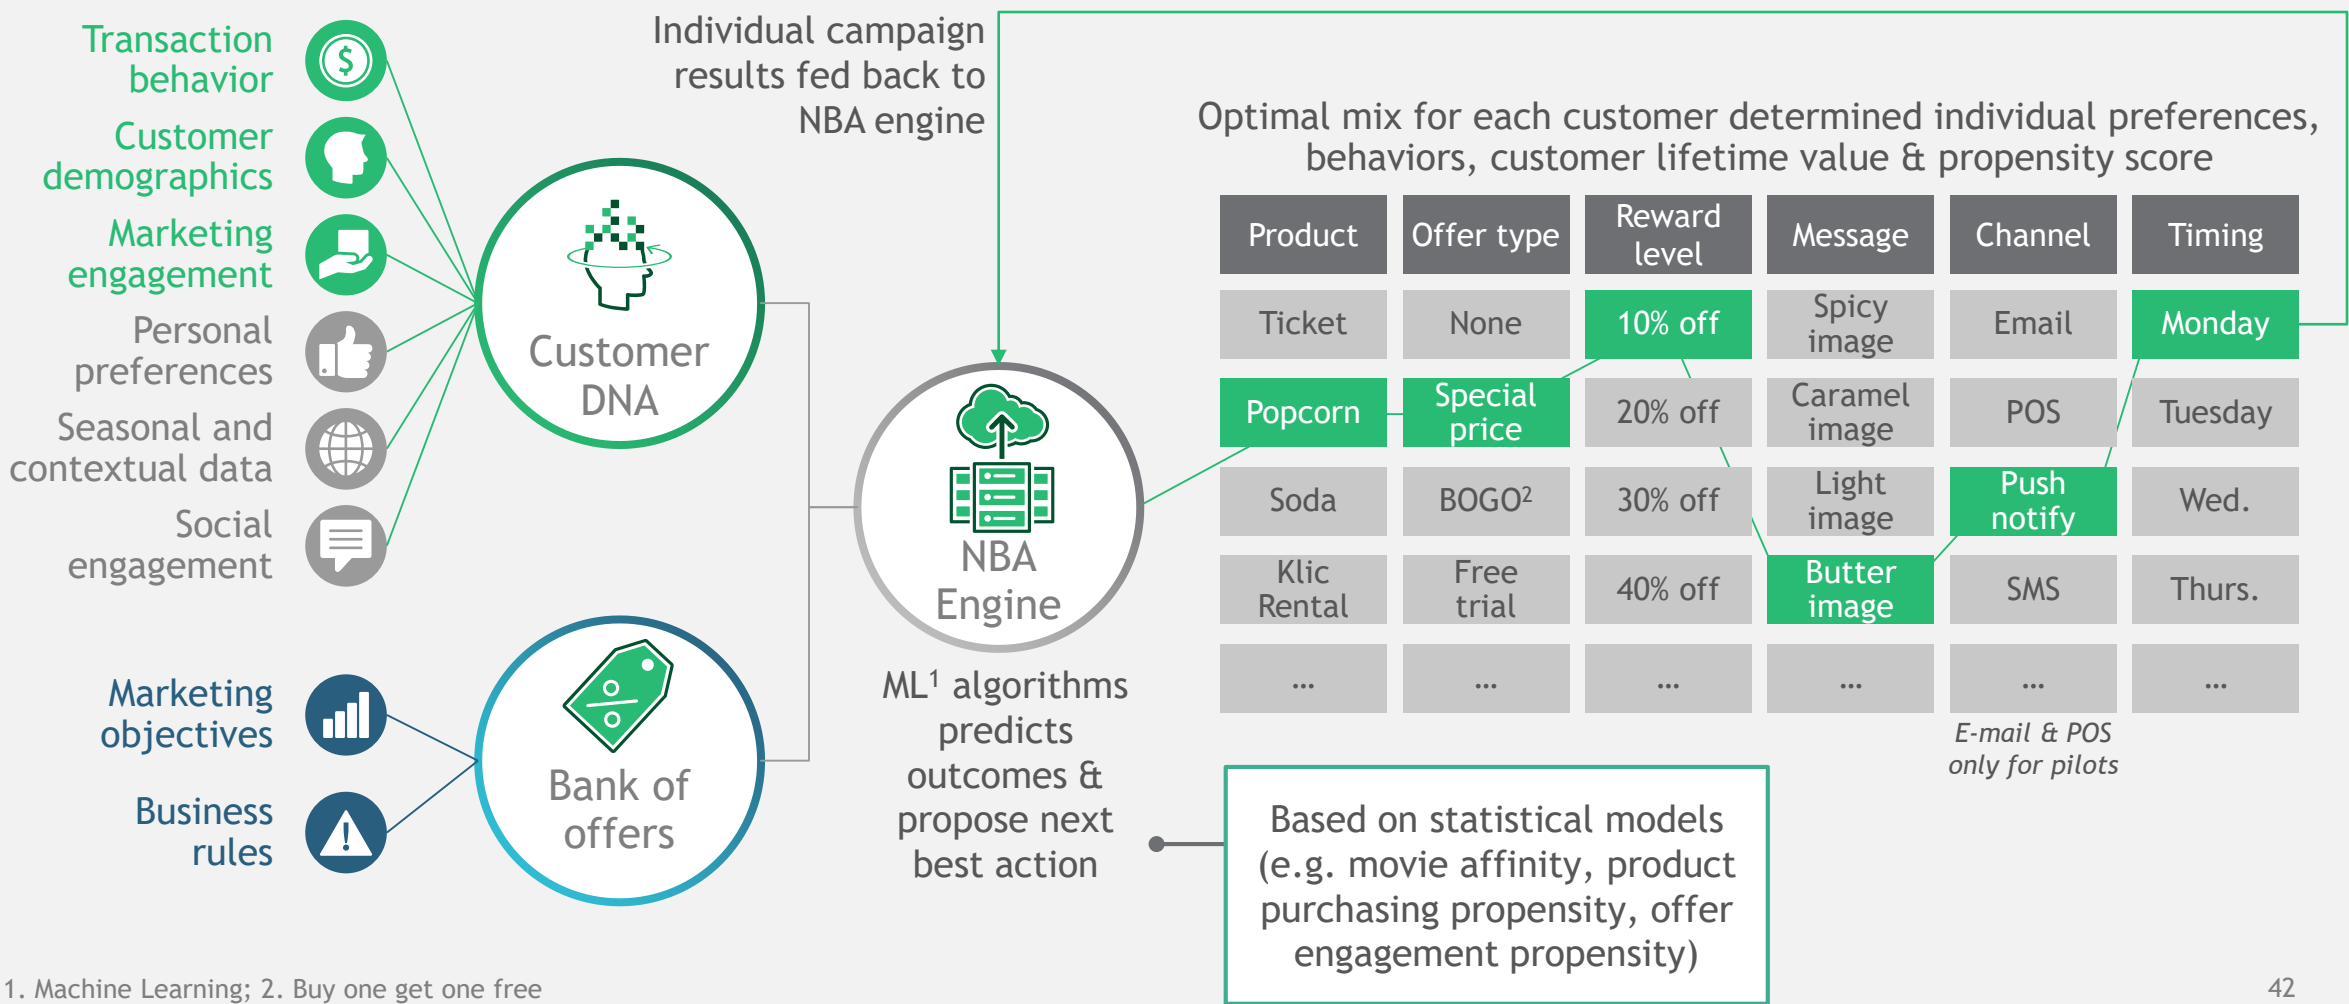 Transaction
behavior
Customer
demographics
Marketing
engagement
Personal
preferences
Seasonal and
contextual data
Social
engagement
Marketing
objectives
Business
rules
Customer
DNA
Bank of
offers
Individual campaign
results fed back to
NBA engine
NBA
Engine
ML¹ algorithms
predicts
outcomes &
propose next
best action
Optimal mix for each customer determined individual preferences,
behaviors, customer lifetime value & propensity score
Product
Offer type
Reward
level
Message
Channel
Timing
Ticket
None
10% off
Spicy
image
Email
Monday
Popcorn
Special
price
20% off
Caramel
image
POS
Tuesday
Soda
BOGO²
30% off
Light
image
Push
notify
Wed.
Klic
Rental
Free
trial
40% off
Butter
image
SMS
Thurs.
...
...
...
...
...
...
E-mail & POS
only for pilots
Based on statistical models
(e.g. movie affinity, product
purchasing propensity, offer
engagement propensity)
1. Machine Learning; 2. Buy one get one free
42